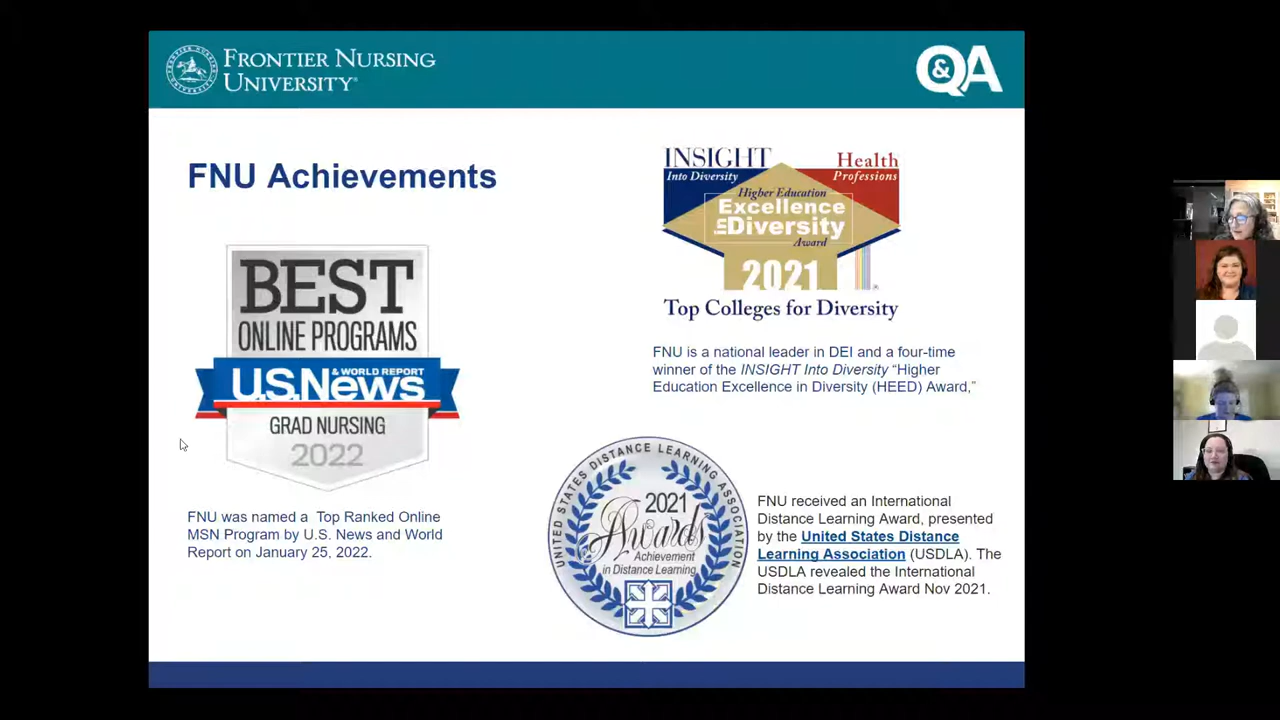 FRONTIER NURSING
UNIVERSITY®
Q&A
FNU Achievements
BEST
ONLINE PROGRAMS
U.S.News
& WORLD REPORT
GRAD NURSING
2022
FNU was named a  Top Ranked Online
MSN Program by U.S. News and World
Report on January 25, 2022.
INSIGHT
Into Diversity
Health
Professions
Higher Education
Excellence
in Diversity
Award
2021
Top Colleges for Diversity
FNU is a national leader in DEI and a four-time
winner of the INSIGHT Into Diversity “Higher
Education Excellence in Diversity (HEED) Award,”
UNITED STATES DISTANCE LEARNING ASSOCIATION
2021
Awards
Achievement
in Distance Learning
FNU received an International
Distance Learning Award, presented
by the United States Distance
Learning Association (USDLA). The
USDLA revealed the International
Distance Learning Award Nov 2021.